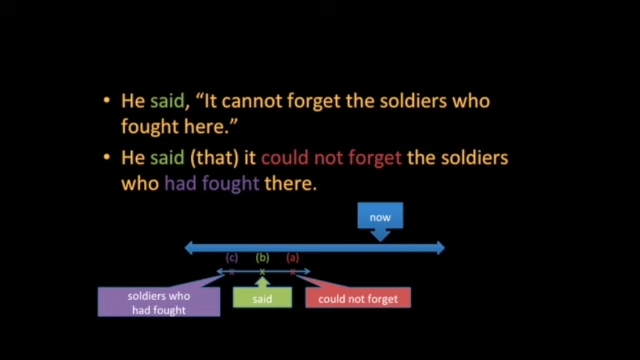 • He said, “It cannot forget the soldiers who
fought here.”
• He said (that) it could not forget the soldiers
who had fought there.
now
(c) (b) (a)
x x x
soldiers who
had fought
said
could not forget